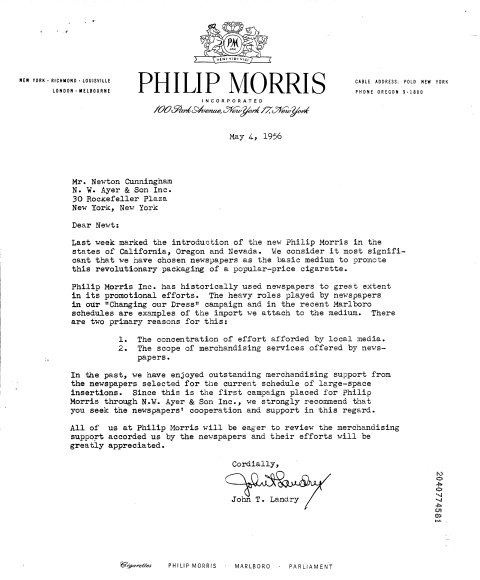 PM
VENI·VIDI·VICI
NEW YORK · RICHMOND · LOUISVILLE
LONDON · MELBOURNE
PHILIP MORRIS
INCORPORATED
100 Park Avenue, New York 17, New York
CABLE ADDRESS, POLD NEW YORK
PHONE OREGON 9-1800
May 4, 1956
Mr. Newton Cunningham
N. W. Ayer & Son Inc.
30 Rockefeller Plaza
New York, New York
Dear Newt:
Last week marked the introduction of the new Philip Morris in the
states of California, Oregon and Nevada. We consider it most signifi-
cant that we have chosen newspapers as the basic medium to promote
this revolutionary packaging of a popular-price cigarette.
Philip Morris Inc. has historically used newspapers to great extent
in its promotional efforts. The heavy roles played by newspapers
in our "Changing our Dress" campaign and in the recent Marlboro
schedules are examples of the import we attach to the medium. There
are two primary reasons for this:
1. The concentration of effort afforded by local media.
2. The scope of merchandising services offered by news-
papers.
In the past, we have enjoyed outstanding merchandising support from
the newspapers selected for the current schedule of large-space
insertions. Since this is the first campaign placed for Philip
Morris through N.W. Ayer & Son Inc., we strongly recommend that
you seek the newspapers' cooperation and support in this regard.
All of us at Philip Morris will be eager to review the merchandising
support accorded us by the newspapers and their efforts will be
greatly appreciated.
Cordially,
John T Landry
John T. Landry
2040774581
Cigarettes PHILIP MORRIS · MARLBORO · PARLIAMENT